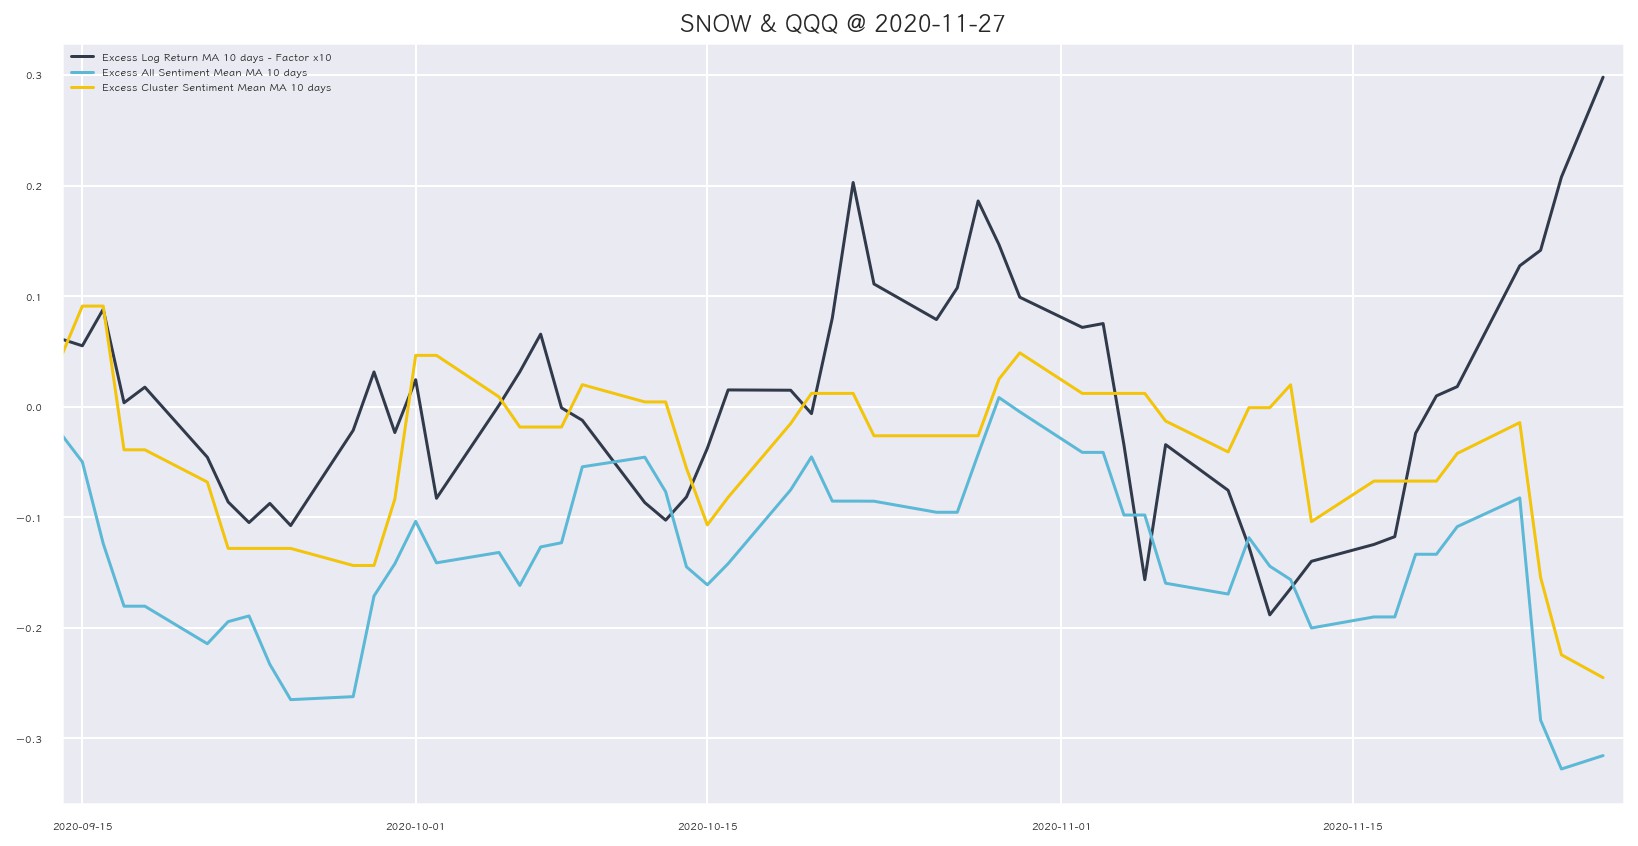 SNOW & QQQ @ 2020-11-27
Excess Log Return MA 10 days - Factor x10
Excess All Sentiment Mean MA 10 days
Excess Cluster Sentiment Mean MA 10 days
0.3
0.2
0.1
0.0
−0.1
−0.2
−0.3
2020-09-15 2020-10-01 2020-10-15 2020-11-01 2020-11-15